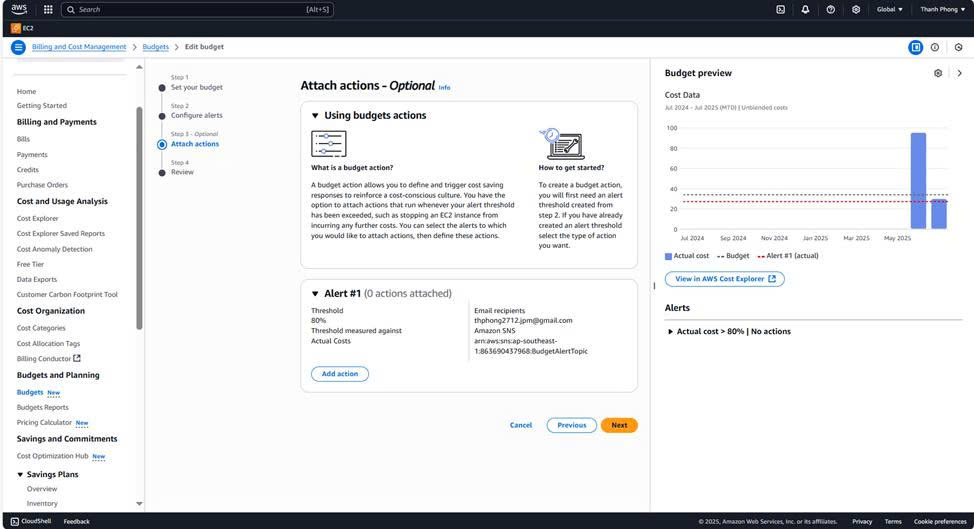 aws
Search [Alt+S] Global Thanh Phong
EC2
Billing and Cost Management > Budgets > Edit budget
Home
Getting Started
Billing and Payments
Bills
Payments
Credits
Purchase Orders
Cost and Usage Analysis
Cost Explorer
Cost Explorer Saved Reports
Cost Anomaly Detection
Free Tier
Data Exports
Customer Carbon Footprint Tool
Cost Organization
Cost Categories
Cost Allocation Tags
Billing Conductor
Budgets and Planning
Budgets New
Budgets Reports
Pricing Calculator New
Savings and Commitments
Cost Optimization Hub New
Savings Plans
Overview
Inventory
Step 1
Set your budget
Step 2
Configure alerts
Step 3 - Optional
Attach actions
Step 4
Review
Attach actions - Optional Info
Using budgets actions
What is a budget action?
A budget action allows you to define and trigger cost saving
responses to reinforce a cost-conscious culture. You have the
option to attach actions that run whenever your alert threshold
has been exceeded, such as stopping an EC2 instance from
incurring any further costs. You can select the alerts to which
you would like to attach actions, then define these actions.
How to get started?
To create a budget action,
you will first need an alert
threshold created from
step 2. If you have already
created an alert threshold
select the type of action
you want.
Alert #1 (0 actions attached)
Threshold
80%
Threshold measured against
Actual Costs
Email recipients
thphong2712.jpm@gmail.com
Amazon SNS
arn:aws:sns:ap-southeast-
1:863690437968:BudgetAlertTopic
Add action
Cancel Previous Next
Budget preview
Cost Data
Jul 2024 - Jul 2025 (MTD) | Unblended costs
100
80
60
40
20
0
Jul 2024 Sep 2024 Nov 2024 Jan 2025 Mar 2025 May 2025
Actual cost Budget Alert #1 (actual)
View in AWS Cost Explorer
Alerts
Actual cost > 80% | No actions
CloudShell Feedback © 2025, Amazon Web Services, Inc. or its affiliates. Privacy Terms Cookie preferences